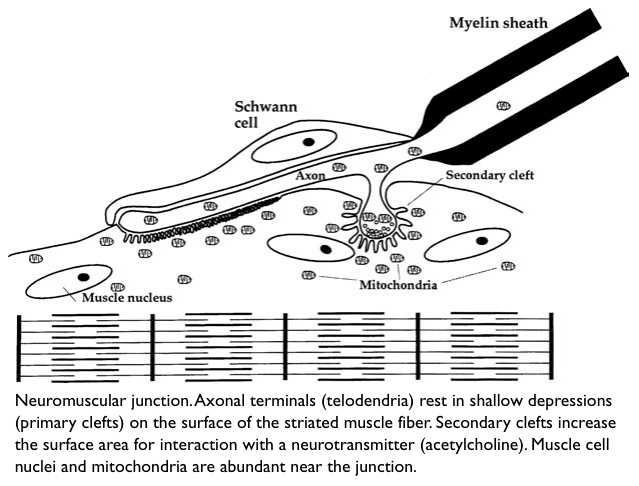 Myelin sheath
Schwann
cell
Axon
Secondary cleft
Mitochondria
Muscle nucleus
Neuromuscular junction. Axonal terminals (telodendria) rest in shallow depressions
(primary clefts) on the surface of the striated muscle fiber. Secondary clefts increase
the surface area for interaction with a neurotransmitter (acetylcholine). Muscle cell
nuclei and mitochondria are abundant near the junction.